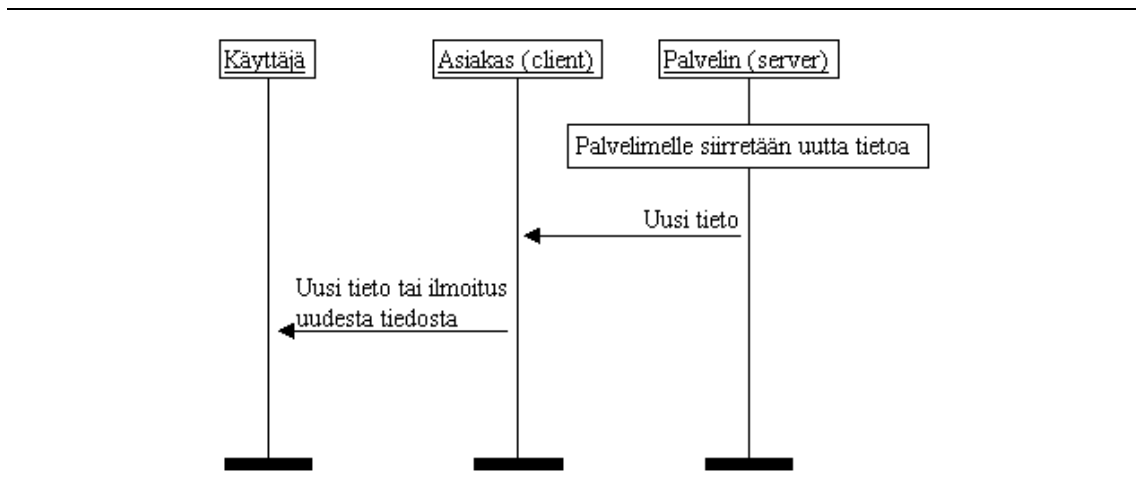 Käyttäjä
Asiakas (client)
Palvelin (server)
Palvelimelle siirretään uutta tietoa
Uusi tieto
Uusi tieto tai ilmoitus
uudesta tiedosta